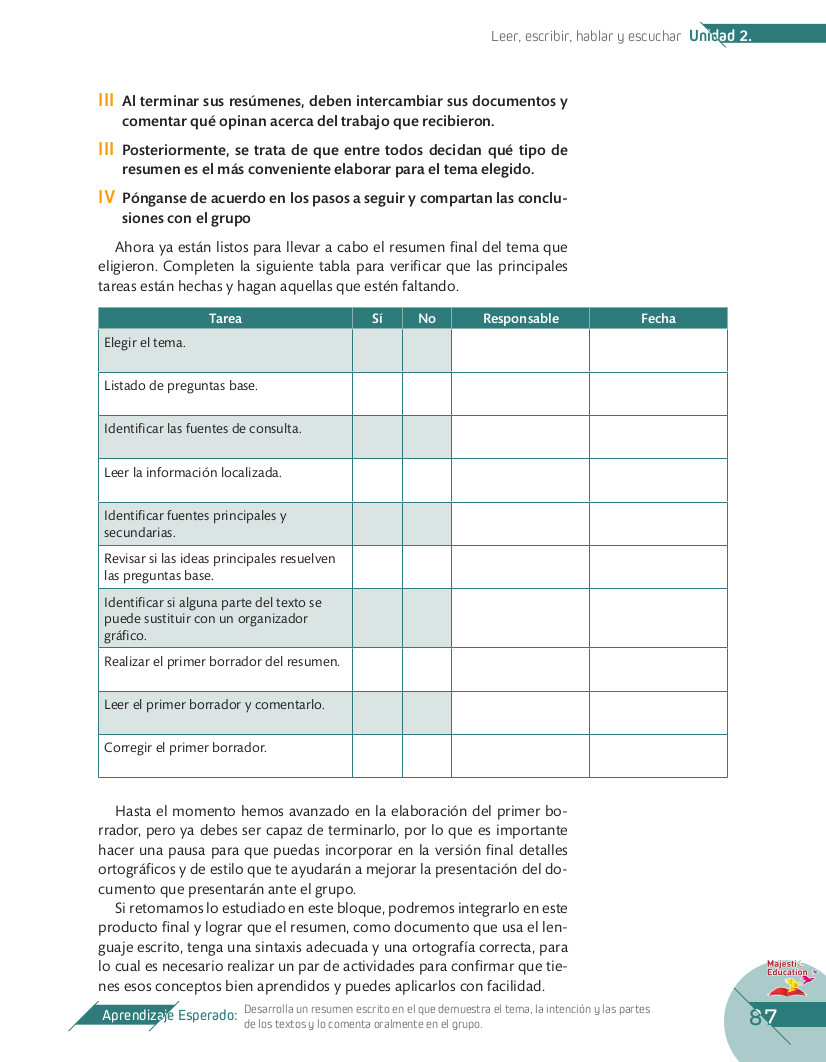 Leer, escribir, hablar y escuchar Unidad 2.
III Al terminar sus resúmenes, deben intercambiar sus documentos y
comentar qué opinan acerca del trabajo que recibieron.
III Posteriormente, se trata de que entre todos decidan qué tipo de
resumen es el más conveniente elaborar para el tema elegido.
IV Pónganse de acuerdo en los pasos a seguir y compartan las conclu-
siones con el grupo
Ahora ya están listos para llevar a cabo el resumen final del tema que
eligieron. Completen la siguiente tabla para verificar que las principales
tareas están hechas y hagan aquellas que estén faltando.
Tarea Sí No Responsable Fecha
Elegir el tema.
Listado de preguntas base.
Identificar las fuentes de consulta.
Leer la información localizada.
Identificar fuentes principales y
secundarias.
Revisar si las ideas principales resuelven
las preguntas base.
Identificar si alguna parte del texto se
puede sustituir con un organizador
gráfico.
Realizar el primer borrador del resumen.
Leer el primer borrador y comentarlo.
Corregir el primer borrador.
Hasta el momento hemos avanzado en la elaboración del primer bo-
rrador, pero ya debes ser capaz de terminarlo, por lo que es importante
hacer una pausa para que puedas incorporar en la versión final detalles
ortográficos y de estilo que te ayudarán a mejorar la presentación del do-
cumento que presentarán ante el grupo.
Si retomamos lo estudiado en este bloque, podremos integrarlo en este
producto final y lograr que el resumen, como documento que usa el len-
guaje escrito, tenga una sintaxis adecuada y una ortografía correcta, para
lo cual es necesario realizar un par de actividades para confirmar que tie-
nes esos conceptos bien aprendidos y puedes aplicarlos con facilidad.
Majestic
Education
Aprendizaje Esperado: Desarrolla un resumen escrito en el que demuestra el tema, la intención y las partes
de los textos y lo comenta oralmente en el grupo.
87